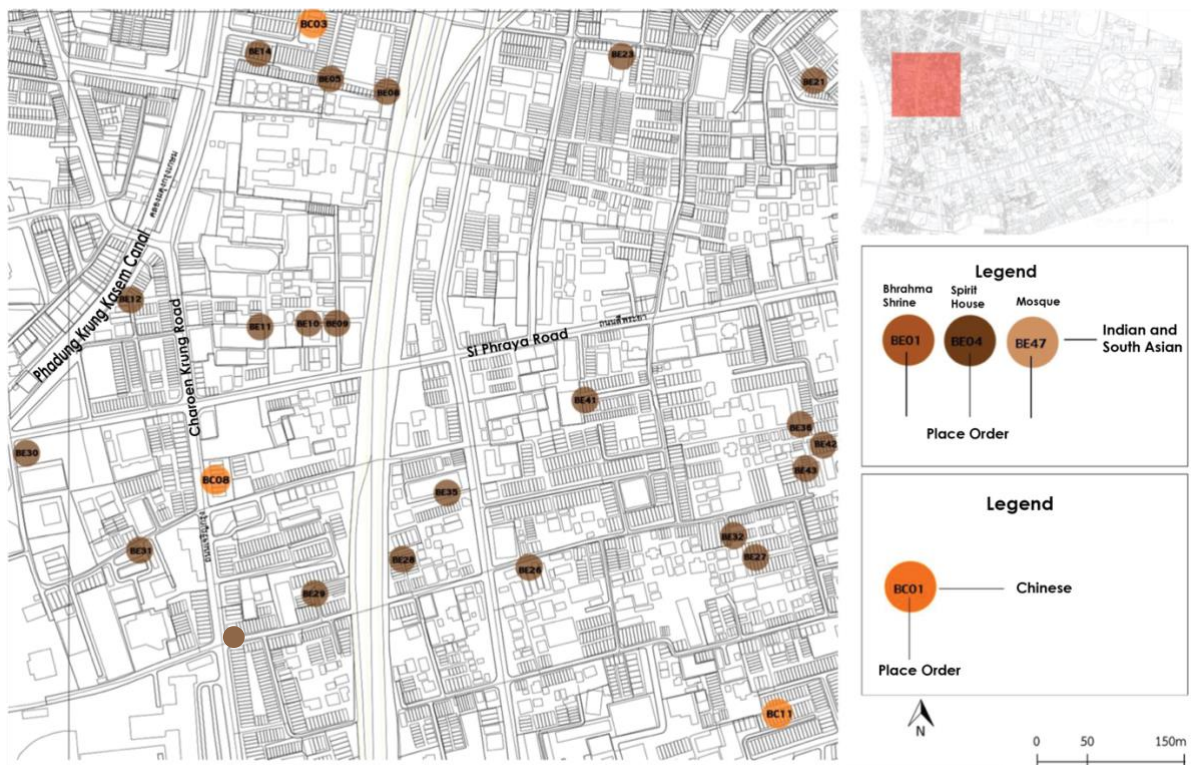 BC03
BE14
BE05
BE06
BE23
BE21
Phadung Krung Kasem Canal
BE12
Charoen Krung Road
BE11
BE10
BE09
Si Phraya Road
BE41
BE36
BE42
BE43
BE30
BC08
BE35
BE31
BE28
BE26
BE32
BE27
BE29
BC11
Legend
Bhrahma
Shrine
Spirit
House
Mosque
BE01
BE04
BE47
Indian and
South Asian
Place Order
Legend
BC01
Chinese
Place Order
N
0 50 150m